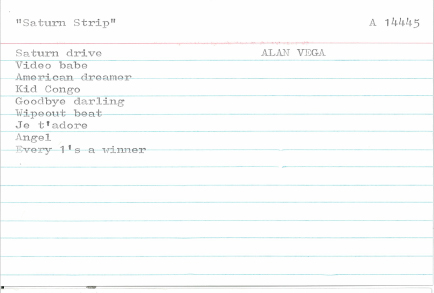 "Saturn Strip" A 14445
Saturn drive ALAN VEGA
Video babe
American dreamer
Kid Congo
Goodbye darling
Wipeout beat
Je t'adore
Angel
Every 1's a winner